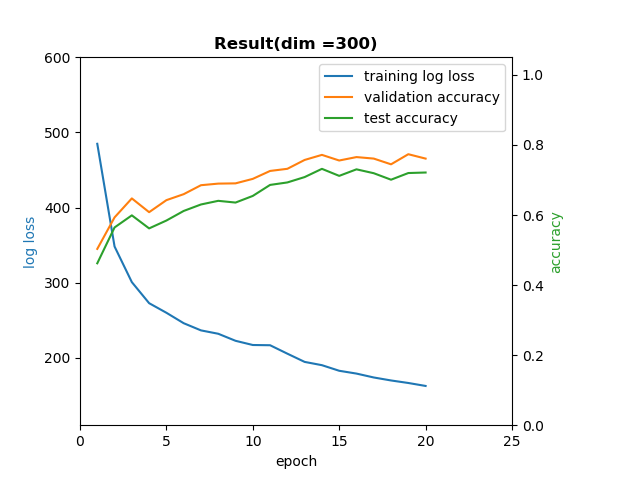 Result(dim =300)
training log loss
validation accuracy
test accuracy
600
500
400
300
200
log loss
1.0
0.8
0.6
0.4
0.2
0.0
accuracy
0 5 10 15 20 25
epoch